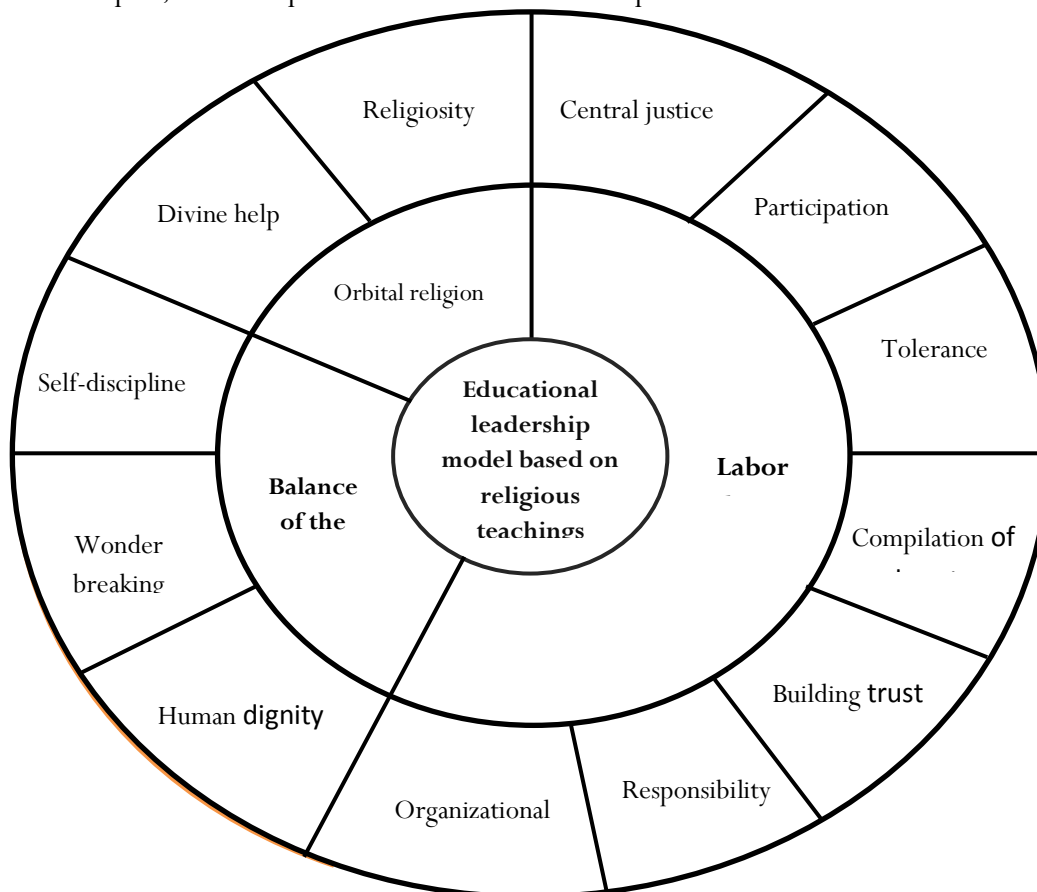 Religiosity
Central justice
Divine help
Participation
Orbital religion
Tolerance
Self-discipline
Educational
leadership
model based on
religious
teachings
Labor
Balance
of the
Wonder
breaking
Compilation of
Building trust
Human dignity
Responsibility
Organizational